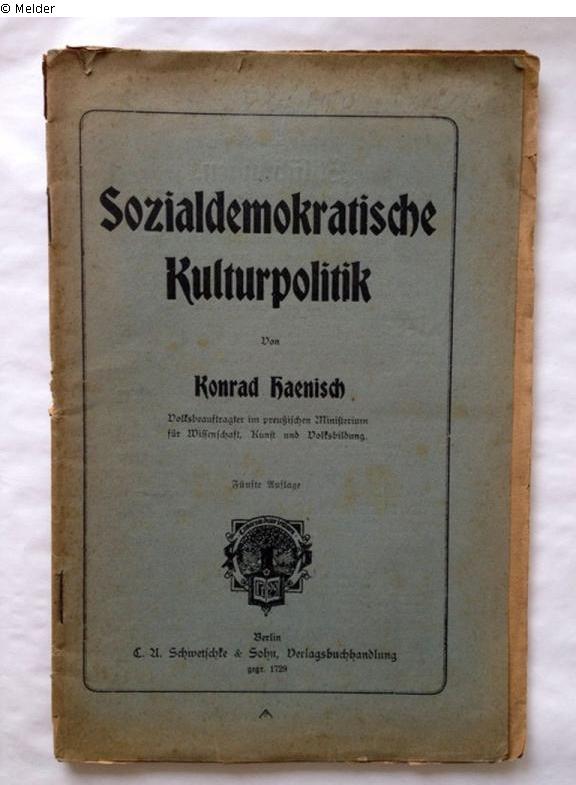 © Melder
Sozialdemokratische
Kulturpolitik
Von
Konrad Haenisch
Volksbeauftragter im preußischen Ministerium
für Wissenschaft, Kunst und Volksbildung.
Fünfte Auflage
Berlin
C. A. Schwetschke & Sohn, Verlagsbuchhandlung
gegr. 1729